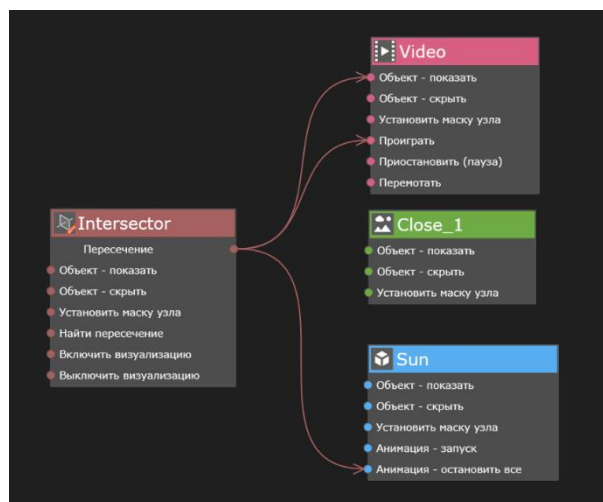 Video
Объект - показать
Объект - скрыть
Установить маску узла
Проиграть
Приостановить (пауза)
Перемотать
Intersector
Пересечение
Объект - показать
Объект - скрыть
Установить маску узла
Найти пересечение
Включить визуализацию
Выключить визуализацию
Close_1
Объект - показать
Объект - скрыть
Установить маску узла
Sun
Объект - показать
Объект - скрыть
Установить маску узла
Анимация - запуск
Анимация - остановить все